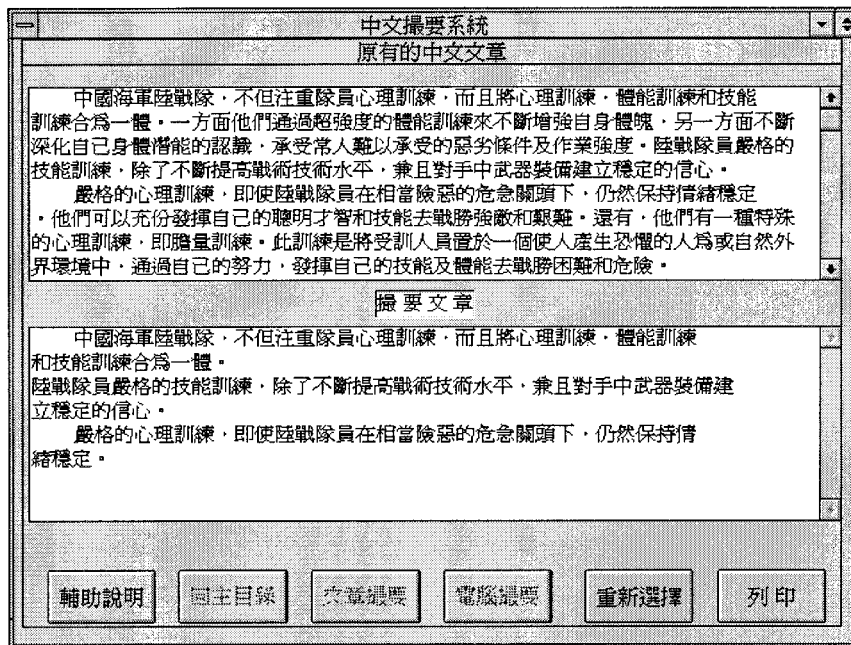 中文撮要系統
原有的中文文章
中國海軍陸戰隊，不但注重隊員心理訓練，而且將心理訓練，體能訓練和技能
訓練合爲一體。一方面他們通過超強度的體能訓練來不斷增強自身體魄，另一方面不斷
深化自己身體潛能的認識，承受常人難以承受的惡劣條件及作業強度。陸戰隊員嚴格的
技能訓練，除了不斷提高戰術技術水平，兼且對手中武器裝備建立穩定的信心。
嚴格的心理訓練，即使陸戰隊員在相當險惡的危急關頭下，仍然保持情緒穩定
。他們可以充份發揮自己的聰明才智和技能去戰勝強敵和艱難。還有，他們有一種特殊
的心理訓練，即膽量訓練。此訓練是將受訓人員置於一個使人產生恐懼的人爲或自然外
界環境中，通過自己的努力，發揮自己的技能及體能去戰勝困難和危險。
撮要文章
中國海軍陸戰隊，不但注重隊員心理訓練，而且將心理訓練，體能訓練
和技能訓練合爲一體。
陸戰隊員嚴格的技能訓練，除了不斷提高戰術技術水平，兼且對手中武器裝備建
立穩定的信心。
嚴格的心理訓練，即使陸戰隊員在相當險惡的危急關頭下，仍然保持情
緒穩定。
輔助說明
回主目錄
文章撮要
電腦撮要
重新選擇
列印